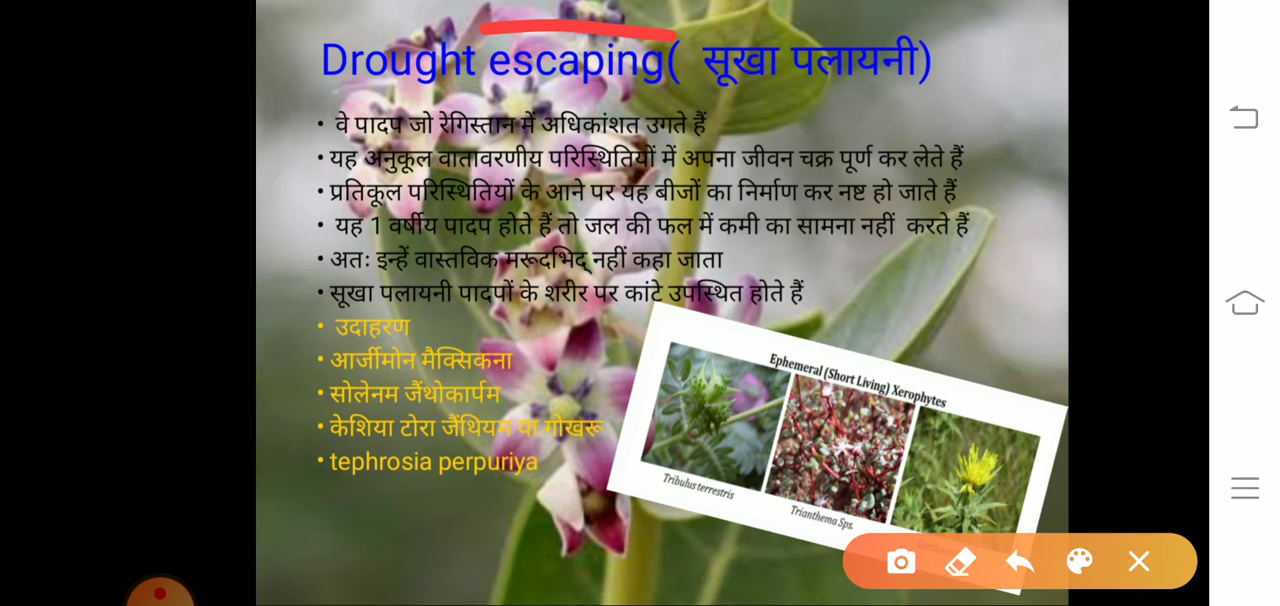 Drought escaping( सूखा पलायनी)
• वे पादप जो रेगिस्तान में अधिकांशत उगते हैं
• यह अनुकूल वातावरणीय परिस्थितियों में अपना जीवन चक्र पूर्ण कर लेते हैं
• प्रतिकूल परिस्थितियों के आने पर यह बीजों का निर्माण कर नष्ट हो जाते हैं
• यह 1 वर्षीय पादप होते हैं तो जल की फल में कमी का सामना नहीं करते हैं
• अतः इन्हें वास्तविक मरूदभिद् नहीं कहा जाता
• सूखा पलायनी पादपों के शरीर पर कांटे उपस्थित होते हैं
• उदाहरण
• आर्जीमोन मैक्सिकना
• सोलेनम जैंथोकार्पम
• केशिया टोरा जैंथियम या गोखरू
• tephrosia perpuriya
Ephemeral (Short Living) Xerophytes
Tribulus terrestris
Trianthema Sps.